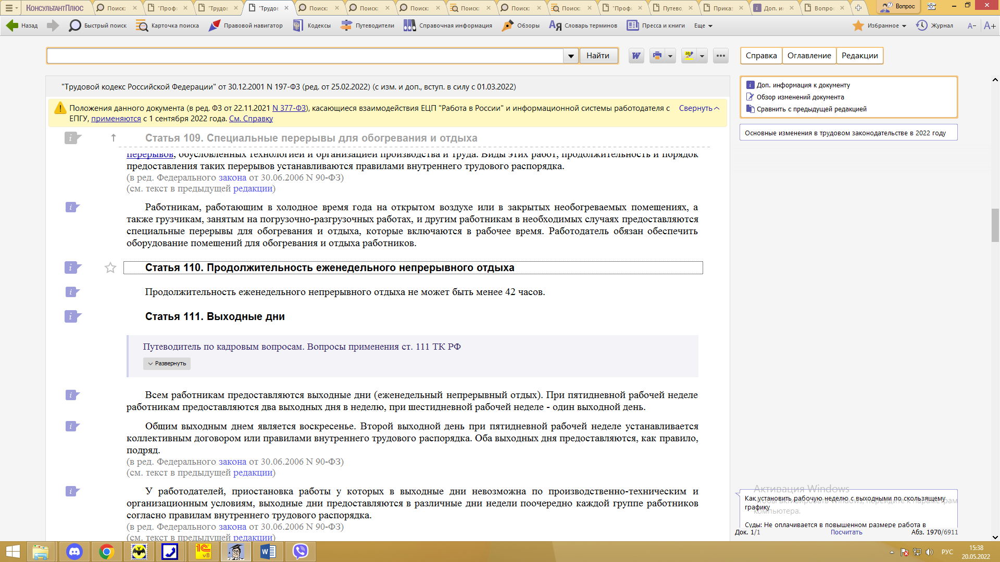 КонсультантПлюс
Поиск:
"Проф
"Трудов
"Трудов
Поиск:
Поиск:
Поиск:
Поиск:
Поиск:
Поиск:
"Проф
Путево
Приказ
Доп. и
Вопро
Вопрос
Назад
Быстрый поиск
Карточка поиска
Правовой навигатор
Кодексы
Путеводители
Справочная информация
Обзоры
Словарь терминов
Пресса и книги
Еще
Избранное
Журнал
А-
А+
Найти
Справка
Оглавление
Редакции
"Трудовой кодекс Российской Федерации" от 30.12.2001 N 197-ФЗ (ред. от 25.02.2022) (с изм. и доп., вступ. в силу с 01.03.2022)
Положения данного документа (в ред. ФЗ от 22.11.2021 N 377-ФЗ), касающиеся взаимодействия ЕЦП "Работа в России" и информационной системы работодателя с
ЕПГУ, применяются с 1 сентября 2022 года. См. Справку
Свернуть
Статья 109. Специальные перерывы для обогревания и отдыха
перерывов, обусловленных технологией и организацией производства и труда. Виды этих работ, продолжительность и порядок
предоставления таких перерывов устанавливаются правилами внутреннего трудового распорядка.
(в ред. Федерального закона от 30.06.2006 N 90-ФЗ)
(см. текст в предыдущей редакции)
Работникам, работающим в холодное время года на открытом воздухе или в закрытых необогреваемых помещениях, а
также грузчикам, занятым на погрузочно-разгрузочных работах, и другим работникам в необходимых случаях предоставляются
специальные перерывы для обогревания и отдыха, которые включаются в рабочее время. Работодатель обязан обеспечить
оборудование помещений для обогревания и отдыха работников.
Статья 110. Продолжительность еженедельного непрерывного отдыха
Продолжительность еженедельного непрерывного отдыха не может быть менее 42 часов.
Статья 111. Выходные дни
Путеводитель по кадровым вопросам. Вопросы применения ст. 111 ТК РФ
Развернуть
Всем работникам предоставляются выходные дни (еженедельный непрерывный отдых). При пятидневной рабочей неделе
работникам предоставляются два выходных дня в неделю, при шестидневной рабочей неделе - один выходной день.
Общим выходным днем является воскресенье. Второй выходной день при пятидневной рабочей неделе устанавливается
коллективным договором или правилами внутреннего трудового распорядка. Оба выходных дня предоставляются, как правило,
подряд.
(в ред. Федерального закона от 30.06.2006 N 90-ФЗ)
(см. текст в предыдущей редакции)
У работодателей, приостановка работы у которых в выходные дни невозможна по производственно-техническим и
организационным условиям, выходные дни предоставляются в различные дни недели поочередно каждой группе работников
согласно правилам внутреннего трудового распорядка.
(в ред. Федерального закона от 30.06.2006 N 90-ФЗ)
(см. текст в предыдущей редакции)
Доп. информация к документу
Обзор изменений документа
Сравнить с предыдущей редакцией
Основные изменения в трудовом законодательстве в 2022 году
Активация Windows
Чтобы активировать Windows, перейдите к параметрам
компьютера.
Как установить рабочую неделю с выходными по скользящему
графику
Суды: Не оплачивается в повышенном размере работа в
Док. 1/1
Посчитать
Абз. 1970/6911
1С
v8
РУС
15:38
20.05.2022